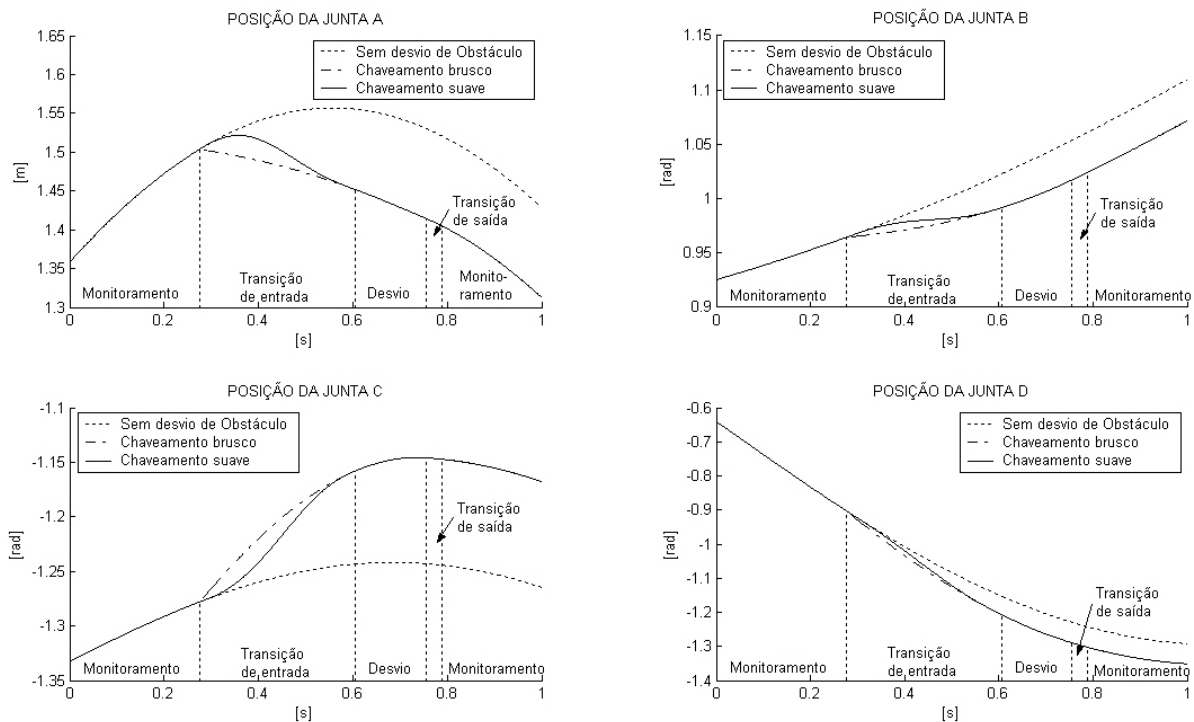 POSIÇÃO DA JUNTA A
1.65
1.6
1.55
1.5
1.45
1.4
1.35
1.3
[m]
Sem desvio de Obstáculo
Chaveamento brusco
Chaveamento suave
Transição
de saída
Monitoramento
Transição
de entrada
Desvio
Monito-
ramento
0
0.2
0.4
0.6
0.8
1
[s]
POSIÇÃO DA JUNTA B
1.15
1.1
1.05
1
0.95
0.9
[rad]
Sem desvio de Obstáculo
Chaveamento brusco
Chaveamento suave
Transição
de saída
Monitoramento
Transição
de entrada
Desvio
Monitoramento
0
0.2
0.4
0.6
0.8
1
[s]
POSIÇÃO DA JUNTA C
-1.1
-1.15
-1.2
-1.25
-1.3
-1.35
[rad]
Sem desvio de Obstáculo
Chaveamento brusco
Chaveamento suave
Transição
de saída
Monitoramento
Transição
de entrada
Desvio
Monitoramento
0
0.2
0.4
0.6
0.8
1
[s]
POSIÇÃO DA JUNTA D
-0.6
-0.7
-0.8
-0.9
-1
-1.1
-1.2
-1.3
-1.4
[rad]
Sem desvio de Obstáculo
Chaveamento brusco
Chaveamento suave
Transição
de saída
Monitoramento
Transição
de entrada
Desvio
Monitoramento
0
0.2
0.4
0.6
0.8
1
[s]